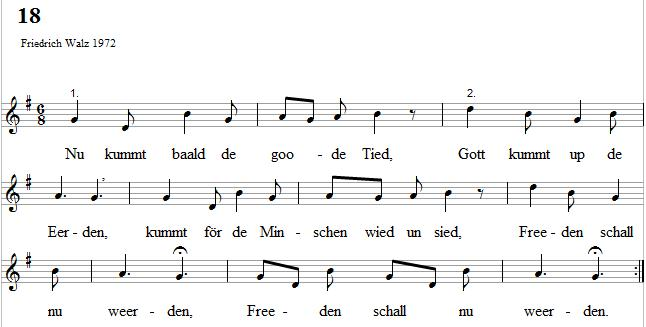 18
Friedrich Walz 1972
1. 2.
6
8
Nu kummt baald de goo - de Tied, Gott kummt up de
Eer - den, kummt för de Min - schen wied un sied, Free - den schall
nu weer - den, Free - den schall nu weer - den.